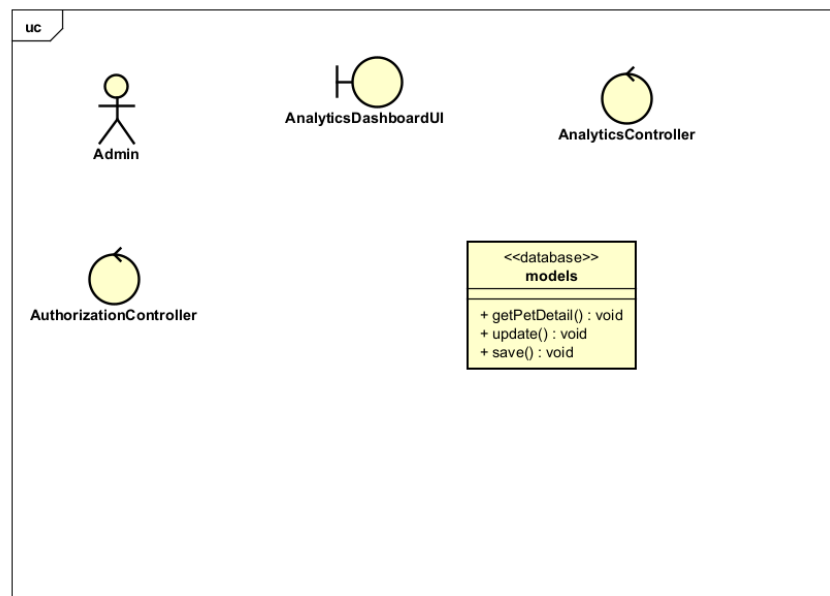 uc
Admin
AnalyticsDashboardUI
AnalyticsController
AuthorizationController
<<database>>
models
+ getPetDetail() : void
+ update() : void
+ save() : void